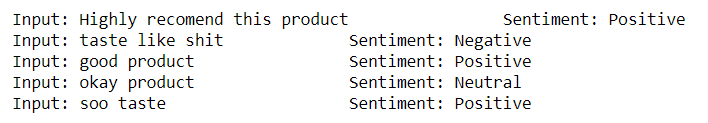 Input: Highly recomend this product Sentiment: Positive
Input: taste like shit Sentiment: Negative
Input: good product Sentiment: Positive
Input: okay product Sentiment: Neutral
Input: soo taste Sentiment: Positive